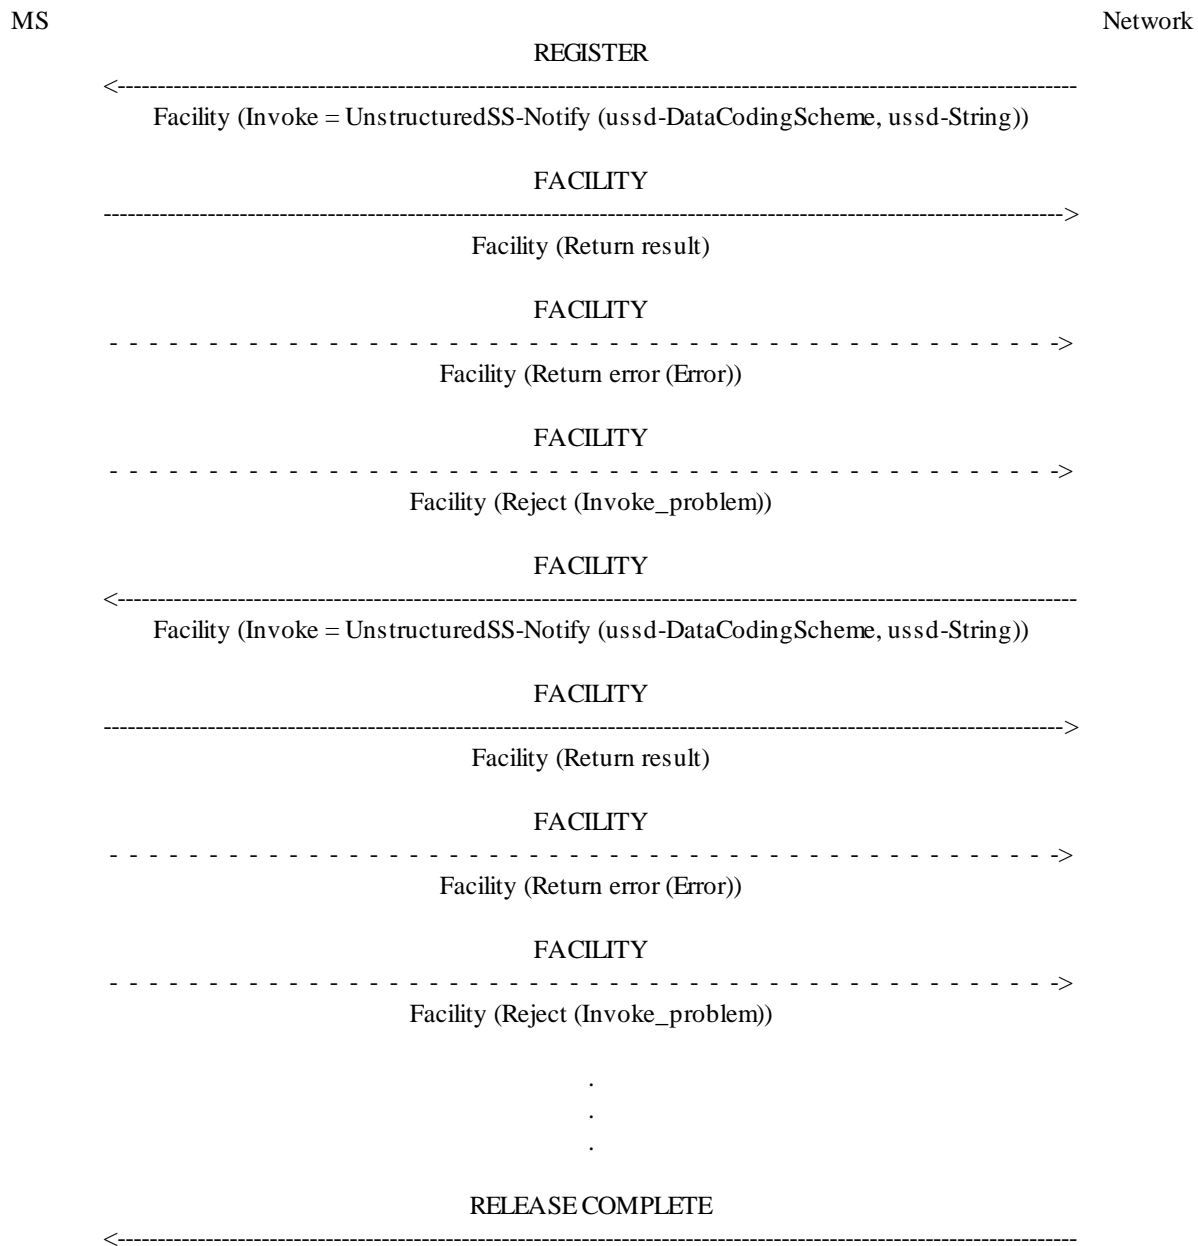 MS Network
REGISTER
<------------------------------------------------------------------------------------------------------------------------
Facility (Invoke = UnstructuredSS-Notify (ussd-DataCodingScheme, ussd-String))
FACILITY
------------------------------------------------------------------------------------------------------------------------>
Facility (Return result)
FACILITY
- - - - - - - - - - - - - - - - - - - - - - - - - - - - - - - - - - - - - - - - - - - - - - - ->
Facility (Return error (Error))
FACILITY
- - - - - - - - - - - - - - - - - - - - - - - - - - - - - - - - - - - - - - - - - - - - - - - ->
Facility (Reject (Invoke_problem))
FACILITY
<------------------------------------------------------------------------------------------------------------------------
Facility (Invoke = UnstructuredSS-Notify (ussd-DataCodingScheme, ussd-String))
FACILITY
------------------------------------------------------------------------------------------------------------------------>
Facility (Return result)
FACILITY
- - - - - - - - - - - - - - - - - - - - - - - - - - - - - - - - - - - - - - - - - - - - - - - ->
Facility (Return error (Error))
FACILITY
- - - - - - - - - - - - - - - - - - - - - - - - - - - - - - - - - - - - - - - - - - - - - - - ->
Facility (Reject (Invoke_problem))
.
.
.
RELEASE COMPLETE
<------------------------------------------------------------------------------------------------------------------------